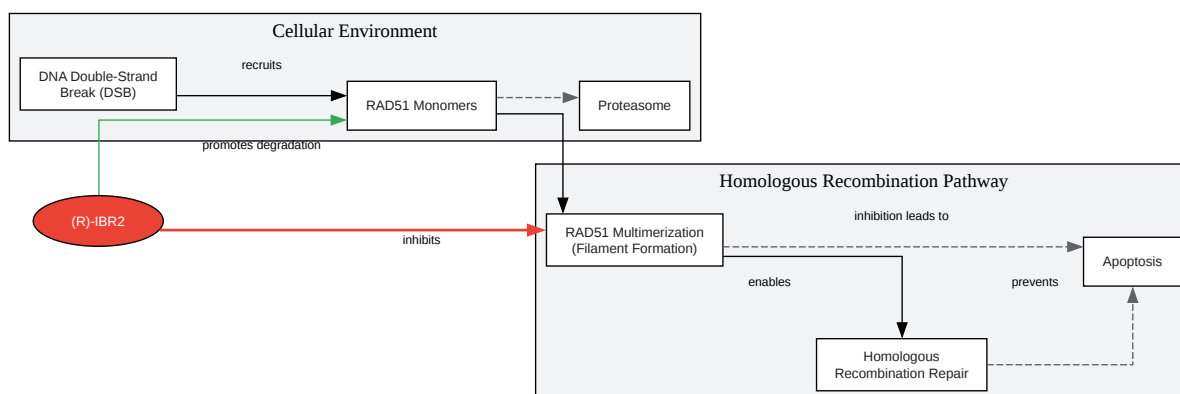 Cellular Environment
DNA Double-Strand
Break (DSB)
recruits
RAD51 Monomers
Proteasome
promotes degradation
(R)-IBR2
inhibits
Homologous Recombination Pathway
RAD51 Multimerization
(Filament Formation)
inhibition leads to
Apoptosis
enables
prevents
Homologous
Recombination Repair